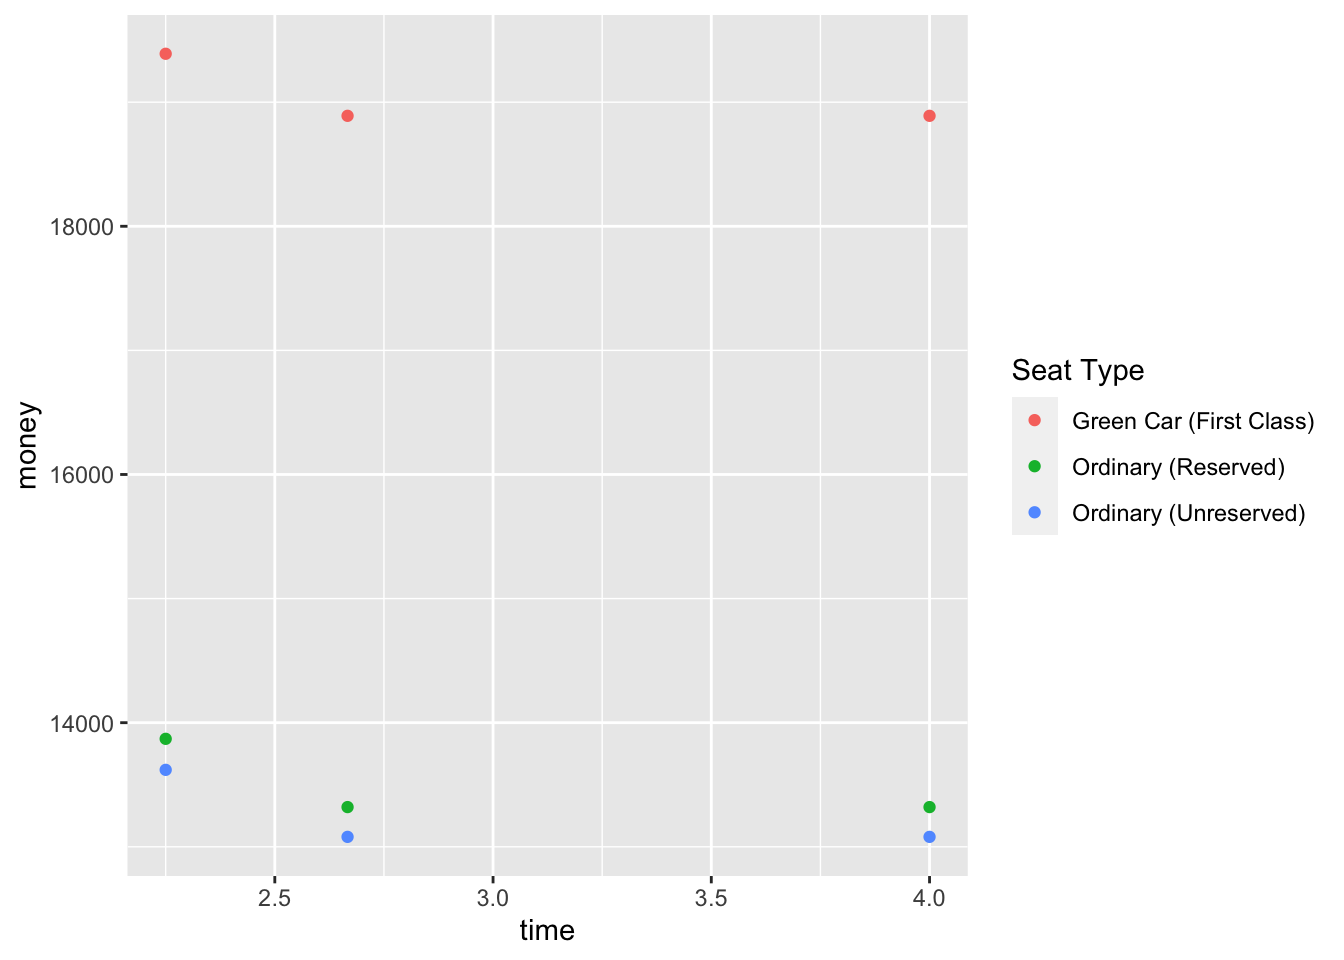 money
18000
16000
14000
2.5 3.0 3.5 4.0
time
Seat Type
Green Car (First Class)
Ordinary (Reserved)
Ordinary (Unreserved)